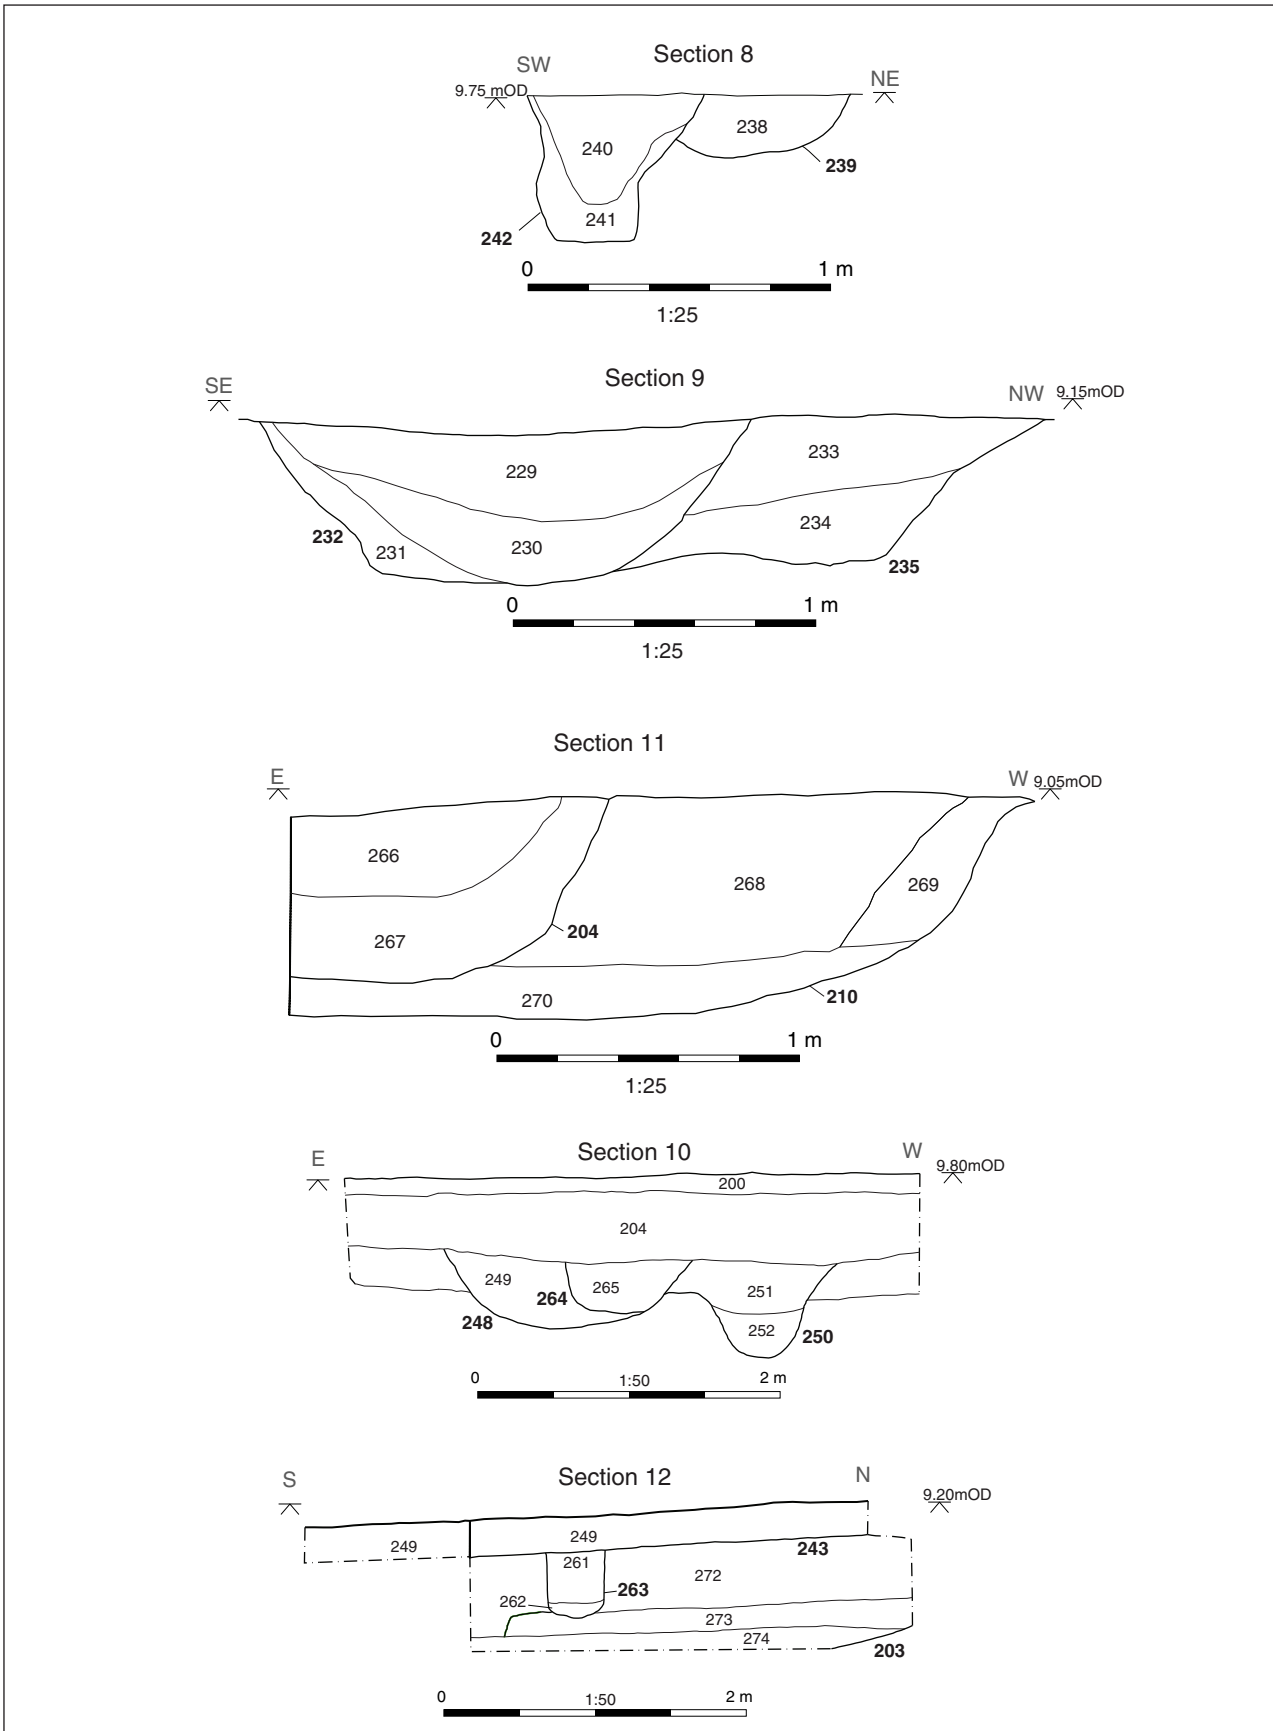 Section 8
SW
NE
9.75 mOD
238
240
239
241
242
0 1 m
1:25
Section 9
SE
NW 9.15mOD
233
229
234
232
230
231
235
0 1 m
1:25
Section 11
E
W 9.05mOD
266
268
269
204
267
210
270
0 1 m
1:25
Section 10
E
W
9.80mOD
200
204
249
265
264
251
248
252
250
0 1:50 2 m
Section 12
S
N
9.20mOD
249
249
243
261
272
263
262
273
274
203
0 1:50 2 m